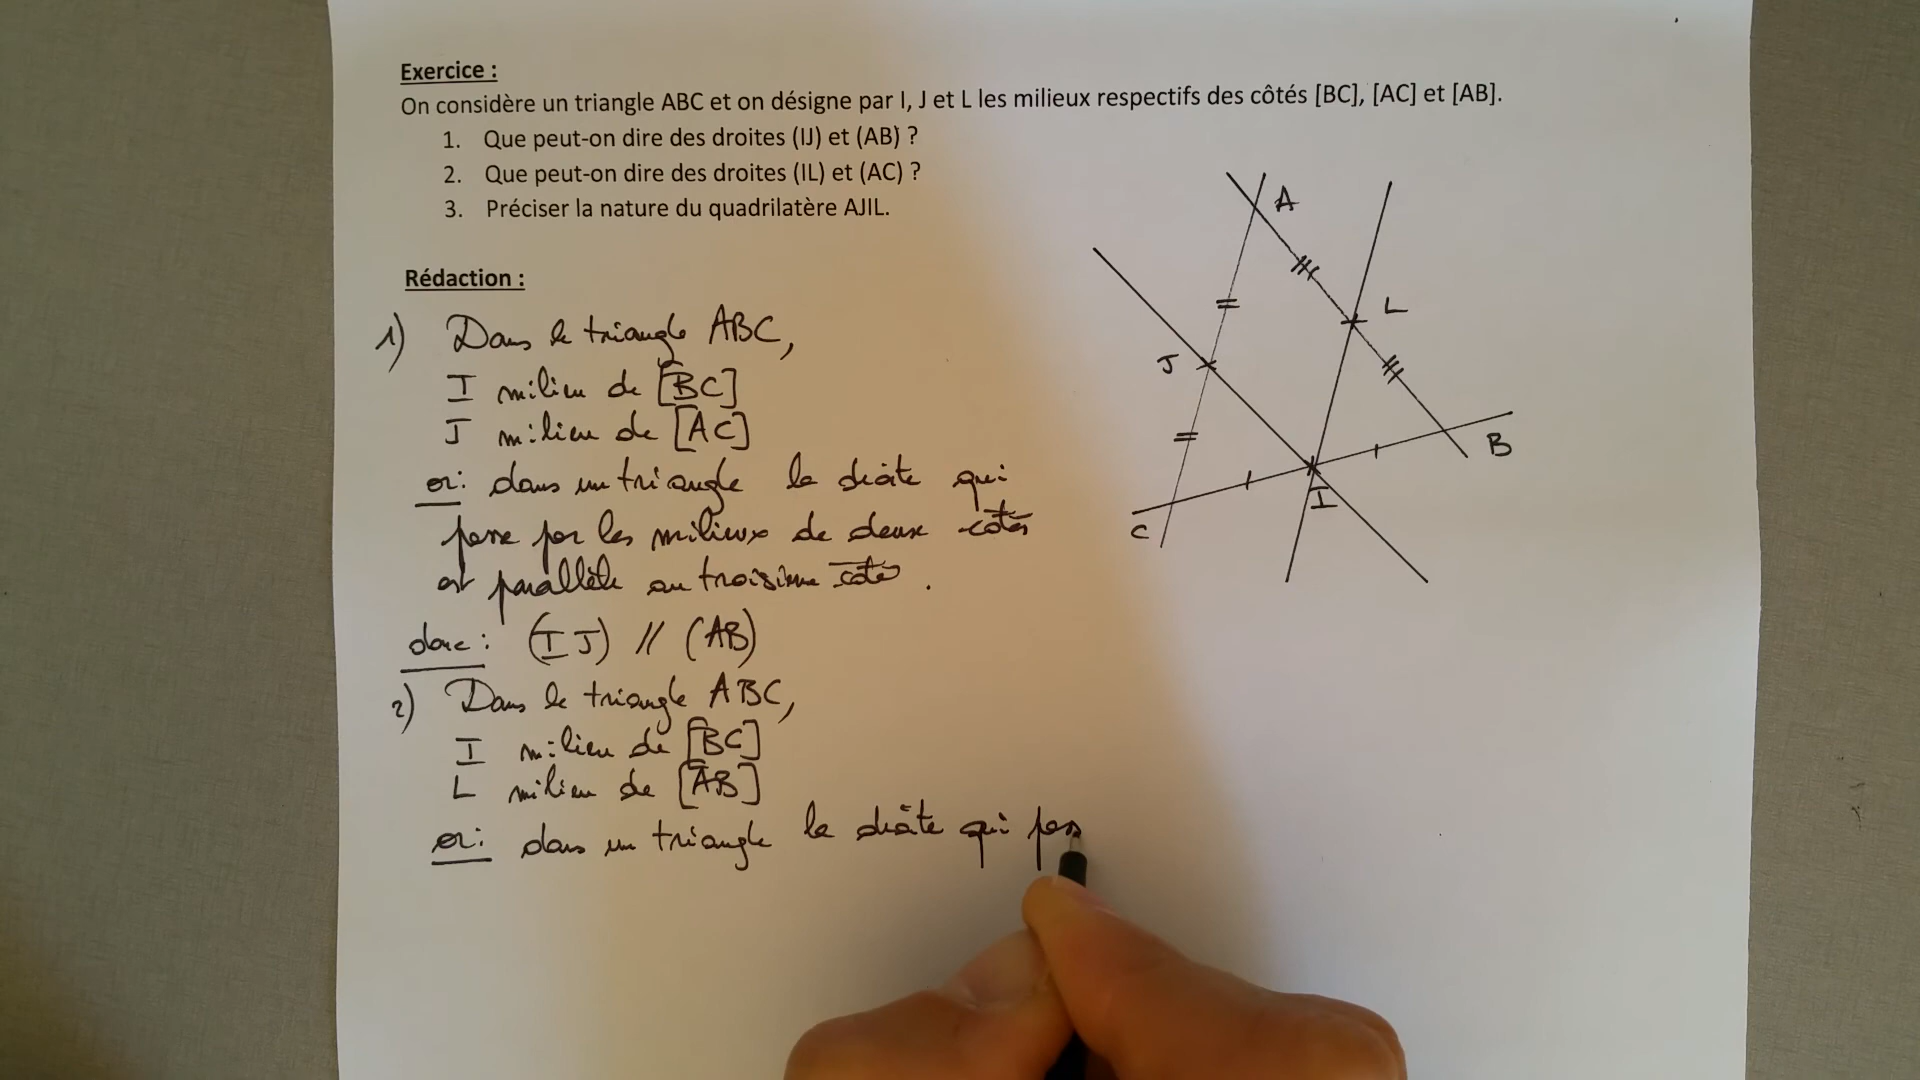 Exercice :
On considère un triangle ABC et on désigne par I, J et L les milieux respectifs des côtés [BC], [AC] et [AB].
1. Que peut-on dire des droites (IJ) et (AB) ?
2. Que peut-on dire des droites (IL) et (AC) ?
3. Préciser la nature du quadrilatère AJIL.
Rédaction :
1) Dans le triangle ABC,
I milieu de [BC]
J milieu de [AC]
or: dans un triangle la droite qui
passe par les milieux de deux côtés
est parallèle au troisième côté.
donc: (IJ) // (AB)
2) Dans le triangle ABC,
I milieu de [BC]
L milieu de [AB]
or: dans un triangle la droite qui pass
A
L
J
B
I
C